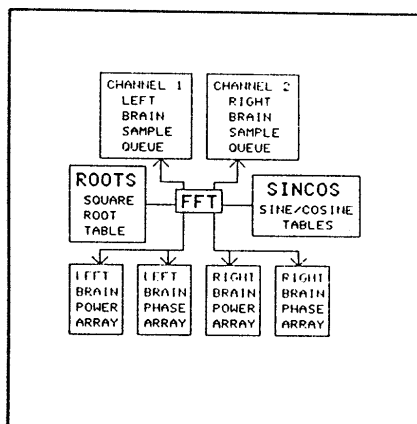 CHANNEL 1
LEFT
BRAIN
SAMPLE
QUEUE
CHANNEL 2
RIGHT
BRAIN
SAMPLE
QUEUE
ROOTS
SQUARE
ROOT
TABLE
FFT
SINCOS
SINE/COSINE
TABLES
LEFT
BRAIN
POWER
ARRAY
LEFT
BRAIN
PHASE
ARRAY
RIGHT
BRAIN
POWER
ARRAY
RIGHT
BRAIN
PHASE
ARRAY